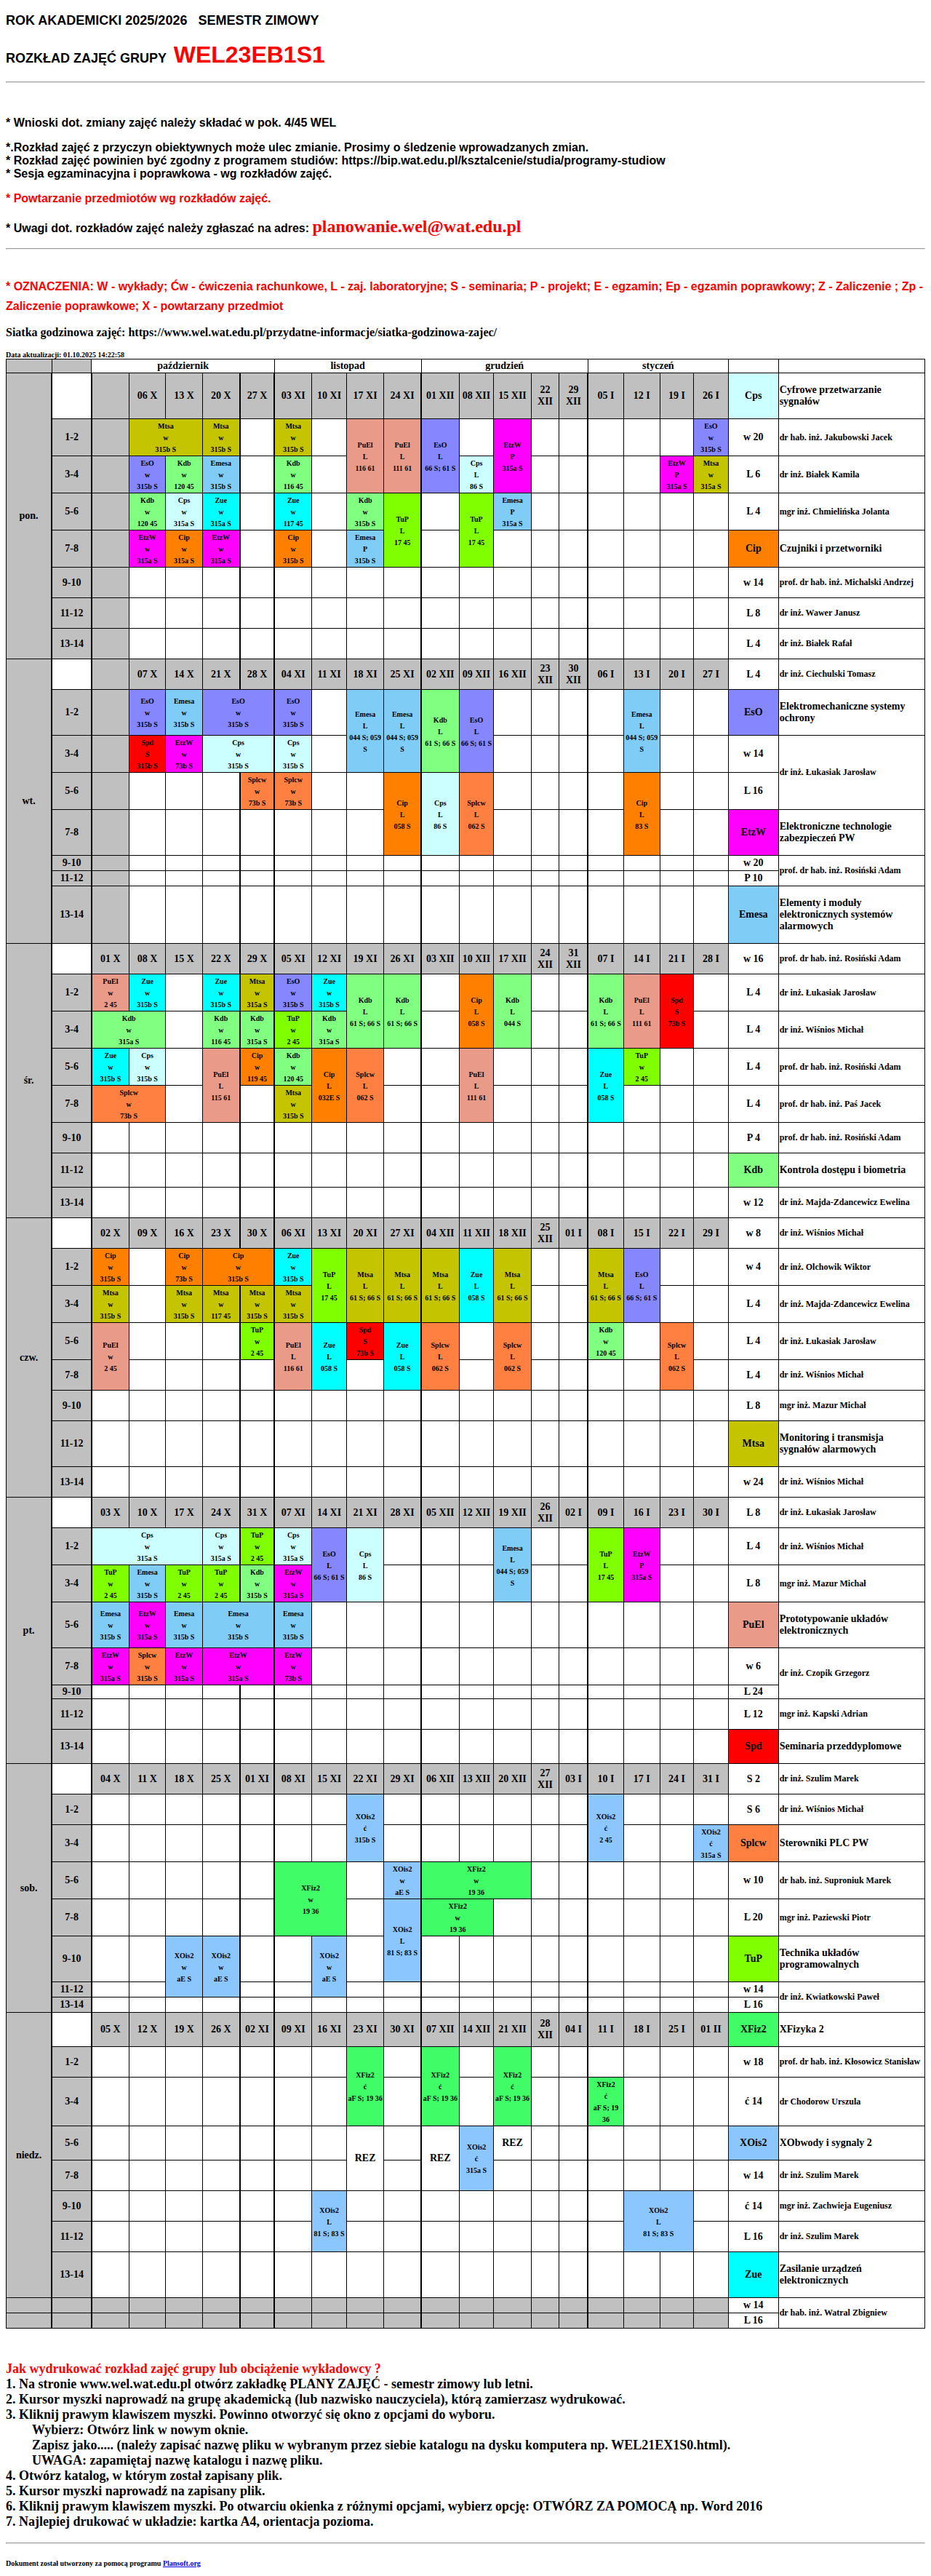 ROK AKADEMICKI 2025/2026 SEMESTR ZIMOWY
ROZKŁAD ZAJĘĆ GRUPY WEL23EB1S1
* Wnioski dot. zmiany zajęć należy składać w pok. 4/45 WEL
*.Rozkład zajęć z przyczyn obiektywnych może ulec zmianie. Prosimy o śledzenie wprowadzanych zmian.
* Rozkład zajęć powinien być zgodny z programem studiów: https://bip.wat.edu.pl/ksztalcenie/studia/programy-studiow
* Sesja egzaminacyjna i poprawkowa - wg rozkładów zajęć.
* Powtarzanie przedmiotów wg rozkładów zajęć.
* Uwagi dot. rozkładów zajęć należy zgłaszać na adres: planowanie.wel@wat.edu.pl
* OZNACZENIA: W - wykłady; Ćw - ćwiczenia rachunkowe, L - zaj. laboratoryjne; S - seminaria; P - projekt; E - egzamin; Ep - egzamin poprawkowy; Z - Zaliczenie ; Zp -
Zaliczenie poprawkowe; X - powtarzany przedmiot
Siatka godzinowa zajęć: https://www.wel.wat.edu.pl/przydatne-informacje/siatka-godzinowa-zajec/
Data aktualizacji: 01.10.2025 14:22:58
październik listopad grudzień styczeń
pon. 06 X 13 X 20 X 27 X 03 XI 10 XI 17 XI 24 XI 01 XII 08 XII 15 XII 22 XII 29 XII 05 I 12 I 19 I 26 I Cps Cyfrowe przetwarzanie sygnałów
1-2 Mtsa w 315b S Mtsa w 315b S Mtsa w 315b S PuEl L 116 61 PuEl L 111 61 EsO L 66 S; 61 S EtzW P 315a S EsO w 315b S w 20 dr hab. inż. Jakubowski Jacek
3-4 EsO w 315b S Kdb w 120 45 Emesa w 315b S Kdb w 116 45 Cps L 86 S EtzW P 315a S Mtsa w 315a S L 6 dr inż. Białek Kamila
5-6 Kdb w 120 45 Cps w 315a S Zue w 315a S Zue w 117 45 Kdb w 315b S TuP L 17 45 TuP L 17 45 Emesa P 315a S L 4 mgr inż. Chmielińska Jolanta
7-8 EtzW w 315a S Cip w 315a S EtzW w 315a S Cip w 315b S Emesa P 315b S Cip Czujniki i przetworniki
9-10 w 14 prof. dr hab. inż. Michalski Andrzej
11-12 L 8 dr inż. Wawer Janusz
13-14 L 4 dr inż. Białek Rafał
wt. 07 X 14 X 21 X 28 X 04 XI 11 XI 18 XI 25 XI 02 XII 09 XII 16 XII 23 XII 30 XII 06 I 13 I 20 I 27 I L 4 dr inż. Ciechulski Tomasz
1-2 EsO w 315b S Emesa w 315b S EsO w 315b S EsO w 315b S Emesa L 044 S; 059 S Emesa L 044 S; 059 S Kdb L 61 S; 66 S EsO L 66 S; 61 S Emesa L 044 S; 059 S EsO Elektromechaniczne systemy ochrony
3-4 Spd S 315b S EtzW w 73b S Cps w 315b S Cps w 315b S w 14 dr inż. Łukasiak Jarosław
5-6 Splcw w 73b S Splcw w 73b S Cip L 058 S Cps L 86 S Splcw L 062 S Cip L 83 S L 16
7-8 EtzW Elektroniczne technologie zabezpieczeń PW
9-10 w 20 prof. dr hab. inż. Rosiński Adam
11-12 P 10
13-14 Emesa Elementy i moduły elektronicznych systemów alarmowych
śr. 01 X 08 X 15 X 22 X 29 X 05 XI 12 XI 19 XI 26 XI 03 XII 10 XII 17 XII 24 XII 31 XII 07 I 14 I 21 I 28 I w 16 prof. dr hab. inż. Rosiński Adam
1-2 PuEl w 2 45 Zue w 315b S Zue w 315b S Mtsa w 315a S EsO w 315b S Zue w 315b S Kdb L 61 S; 66 S Kdb L 61 S; 66 S Cip L 058 S Kdb L 044 S Kdb L 61 S; 66 S PuEl L 111 61 Spd S 73b S L 4 dr inż. Łukasiak Jarosław
3-4 Kdb w 315a S Kdb w 116 45 Kdb w 315a S TuP w 2 45 Kdb w 315a S L 4 dr inż. Wiśnios Michał
5-6 Zue w 315b S Cps w 315b S PuEl L 115 61 Cip w 119 45 Kdb w 120 45 Cip L 032E S Splcw L 062 S PuEl L 111 61 Zue L 058 S TuP w 2 45 L 4 prof. dr hab. inż. Rosiński Adam
7-8 Splcw w 73b S Mtsa w 315b S L 4 prof. dr hab. inż. Paś Jacek
9-10 P 4 prof. dr hab. inż. Rosiński Adam
11-12 Kdb Kontrola dostępu i biometria
13-14 w 12 dr inż. Majda-Zdancewicz Ewelina
czw. 02 X 09 X 16 X 23 X 30 X 06 XI 13 XI 20 XI 27 XI 04 XII 11 XII 18 XII 25 XII 01 I 08 I 15 I 22 I 29 I w 8 dr inż. Wiśnios Michał
1-2 Cip w 315b S Cip w 73b S Cip w 315b S Zue w 315b S TuP L 17 45 Mtsa L 61 S; 66 S Mtsa L 61 S; 66 S Mtsa L 61 S; 66 S Zue L 058 S Mtsa L 61 S; 66 S Mtsa L 61 S; 66 S EsO L 66 S; 61 S w 4 dr inż. Olchowik Wiktor
3-4 Mtsa w 315b S Mtsa w 315b S Mtsa w 117 45 Mtsa w 315b S Mtsa w 315b S L 4 dr inż. Majda-Zdancewicz Ewelina
5-6 PuEl w 2 45 TuP w 2 45 PuEl L 116 61 Zue L 058 S Spd S 73b S Zue L 058 S Splcw L 062 S Splcw L 062 S Kdb w 120 45 Splcw L 062 S L 4 dr inż. Łukasiak Jarosław
7-8 L 4 dr inż. Wiśnios Michał
9-10 L 8 mgr inż. Mazur Michał
11-12 Mtsa Monitoring i transmisja sygnałów alarmowych
13-14 w 24 dr inż. Wiśnios Michał
pt. 03 X 10 X 17 X 24 X 31 X 07 XI 14 XI 21 XI 28 XI 05 XII 12 XII 19 XII 26 XII 02 I 09 I 16 I 23 I 30 I L 8 dr inż. Łukasiak Jarosław
1-2 Cps w 315a S Cps w 315a S TuP w 2 45 Cps w 315a S EsO L 66 S; 61 S Cps L 86 S Emesa L 044 S; 059 S TuP L 17 45 EtzW P 315a S L 4 dr inż. Wiśnios Michał
3-4 TuP w 2 45 Emesa w 315b S TuP w 2 45 TuP w 2 45 Kdb w 315b S EtzW w 315a S L 8 mgr inż. Mazur Michał
5-6 Emesa w 315b S EtzW w 315a S Emesa w 315b S Emesa w 315b S Emesa w 315b S PuEl Prototypowanie układów elektronicznych
7-8 EtzW w 315a S Splcw w 315b S EtzW w 315a S EtzW w 315a S EtzW w 73b S w 6 dr inż. Czopik Grzegorz
9-10 L 24
11-12 L 12 mgr inż. Kapski Adrian
13-14 Spd Seminaria przeddyplomowe
sob. 04 X 11 X 18 X 25 X 01 XI 08 XI 15 XI 22 XI 29 XI 06 XII 13 XII 20 XII 27 XII 03 I 10 I 17 I 24 I 31 I S 2 dr inż. Szulim Marek
1-2 XOis2 ć 315b S XOis2 ć 2 45 S 6 dr inż. Wiśnios Michał
3-4 XOis2 ć 315a S Splcw Sterowniki PLC PW
5-6 XFiz2 w 19 36 XOis2 w aE S XFiz2 w 19 36 w 10 dr hab. inż. Suproniuk Marek
7-8 XOis2 L 81 S; 83 S XFiz2 w 19 36 L 20 mgr inż. Paziewski Piotr
9-10 XOis2 w aE S XOis2 w aE S XOis2 w aE S TuP Technika układów programowalnych
11-12 w 14 dr inż. Kwiatkowski Paweł
13-14 L 16
niedz. 05 X 12 X 19 X 26 X 02 XI 09 XI 16 XI 23 XI 30 XI 07 XII 14 XII 21 XII 28 XII 04 I 11 I 18 I 25 I 01 II XFiz2 XFizyka 2
1-2 XFiz2 ć aF S; 19 36 XFiz2 ć aF S; 19 36 XFiz2 ć aF S; 19 36 w 18 prof. dr hab. inż. Kłosowicz Stanisław
3-4 XFiz2 ć aF S; 19 36 ć 14 dr Chodorow Urszula
5-6 REZ REZ XOis2 ć 315a S REZ XOis2 XObwody i sygnały 2
7-8 w 14 dr inż. Szulim Marek
9-10 XOis2 L 81 S; 83 S XOis2 L 81 S; 83 S ć 14 mgr inż. Zachwieja Eugeniusz
11-12 L 16 dr inż. Szulim Marek
13-14 Zue Zasilanie urządzeń elektronicznych
w 14 dr hab. inż. Watral Zbigniew
L 16
Jak wydrukować rozkład zajęć grupy lub obciążenie wykładowcy ?
1. Na stronie www.wel.wat.edu.pl otwórz zakładkę PLANY ZAJĘĆ - semestr zimowy lub letni.
2. Kursor myszki naprowadź na grupę akademicką (lub nazwisko nauczyciela), którą zamierzasz wydrukować.
3. Kliknij prawym klawiszem myszki. Powinno otworzyć się okno z opcjami do wyboru.
Wybierz: Otwórz link w nowym oknie.
Zapisz jako..... (należy zapisać nazwę pliku w wybranym przez siebie katalogu na dysku komputera np. WEL21EX1S0.html).
UWAGA: zapamiętaj nazwę katalogu i nazwę pliku.
4. Otwórz katalog, w którym został zapisany plik.
5. Kursor myszki naprowadź na zapisany plik.
6. Kliknij prawym klawiszem myszki. Po otwarciu okienka z różnymi opcjami, wybierz opcję: OTWÓRZ ZA POMOCĄ np. Word 2016
7. Najlepiej drukować w układzie: kartka A4, orientacja pozioma.
Dokument został utworzony za pomocą programu Plansoft.org